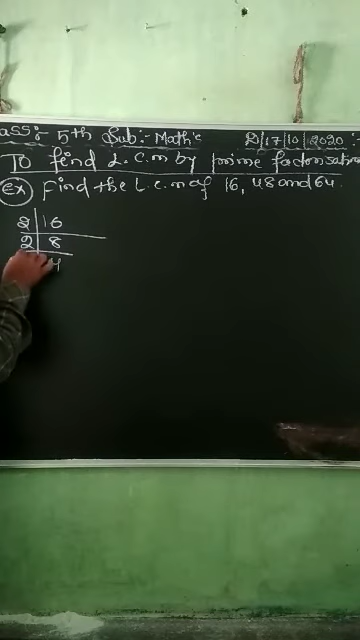 ass:- 5th Sub:- Math's D/17/10/2020:-
To find L.C.M by prime factorisation
Ex Find the L.C.M of 16, 48 and 64.
2 16
2 8
4